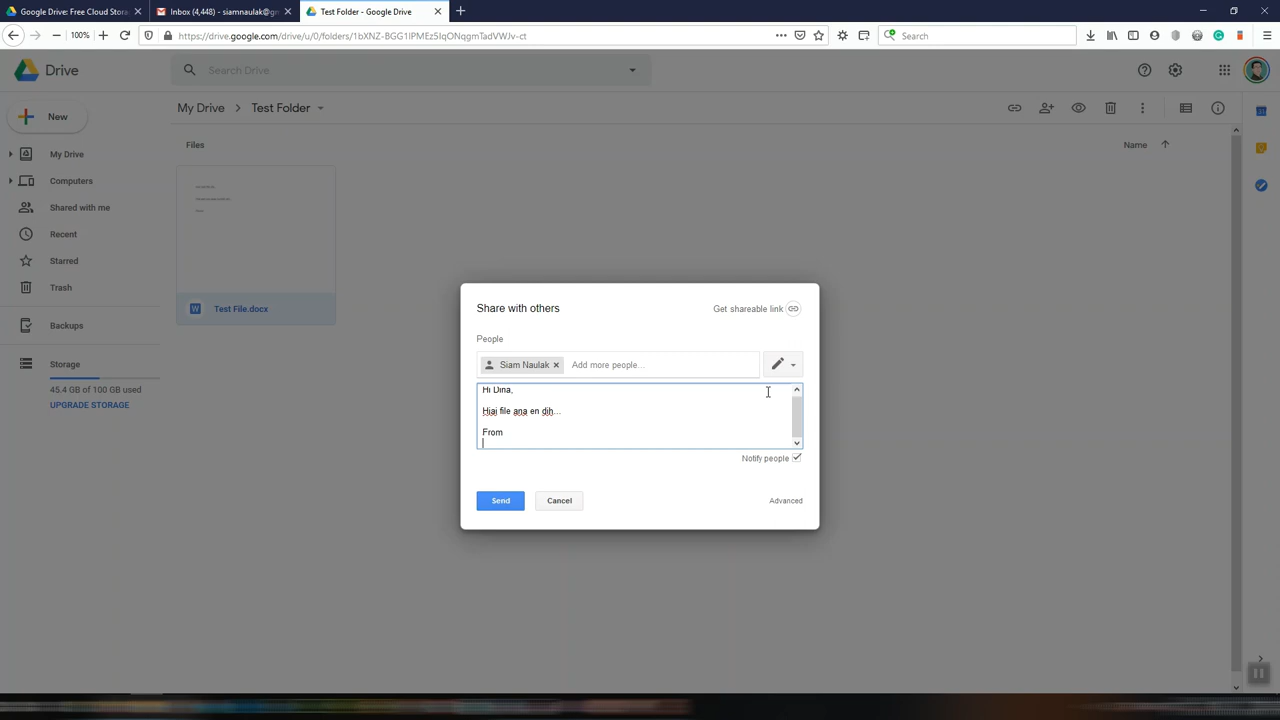 Google Drive: Free Cloud Stora
Inbox (4,448) - siamnaulak@gm
Test Folder - Google Drive
100%
https://drive.google.com/drive/u/0/folders/1bXNZ-BGG1IPMEzSIqONqgmTadVWJv-ct
Search
Drive
Search Drive
New
My Drive
Test Folder
My Drive
Computers
Shared with me
Recent
Starred
Trash
Backups
Storage
45.4 GB of 100 GB used
UPGRADE STORAGE
Files
Name
Test File.docx
Share with others
Get shareable link
People
Siam Naulak
Add more people...
Hi Dina,
Hiai file ana en dih...
From
Notify people
Send
Cancel
Advanced